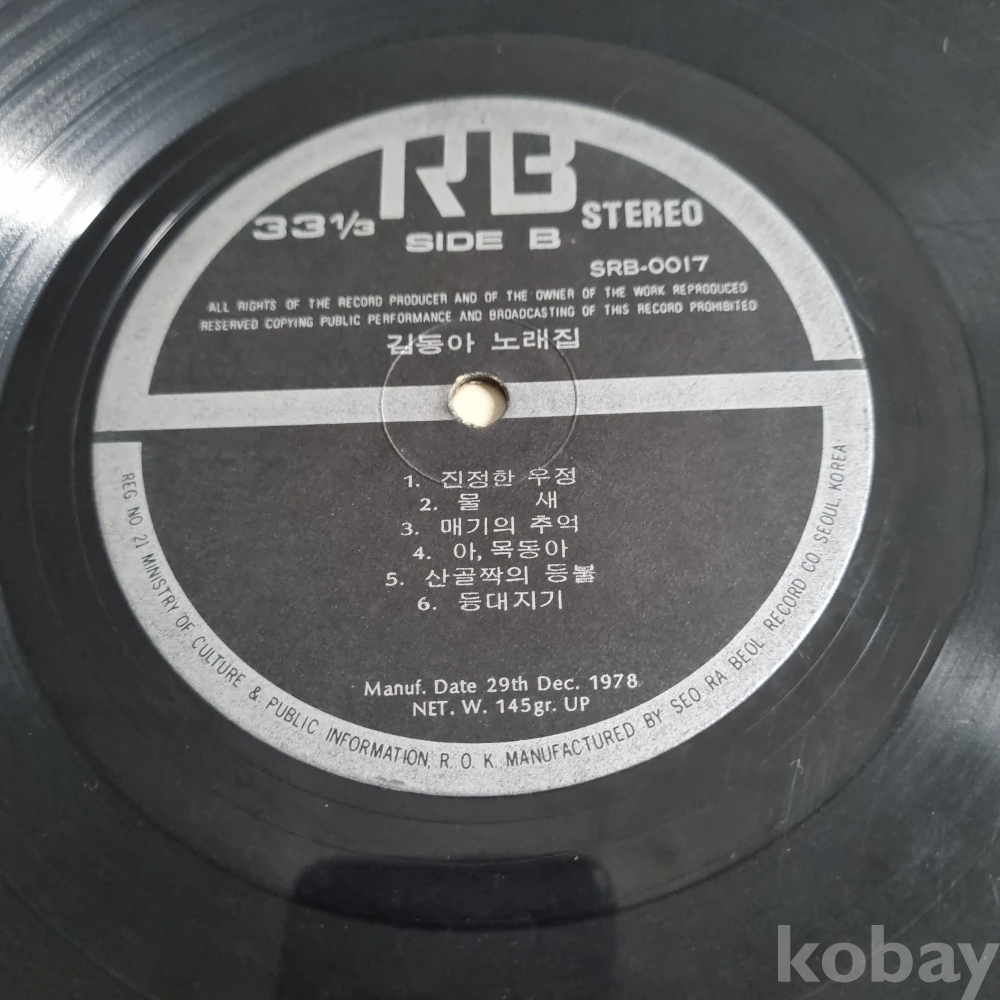 RB
33 1/3
SIDE B
STEREO
SRB-0017
ALL RIGHTS OF THE RECORD PRODUCER AND OF THE OWNER OF THE WORK REPRODUCED
RESERVED COPYING PUBLIC PERFORMANCE AND BROADCASTING OF THIS RECORD PROHIBITED
김동아 노래집
1. 진정한 우정
2. 물 새
3. 매기의 추억
4. 아, 목동아
5. 산골짝의 등불
6. 등대지기
Manuf. Date 29th Dec. 1978
NET. W. 145gr. UP
REG NO. 21 MINISTRY OF CULTURE & PUBLIC INFORMATION, R. O. K. MANUFACTURED BY SEO RA BEOL RECORD CO. SEOUL, KOREA
kobay